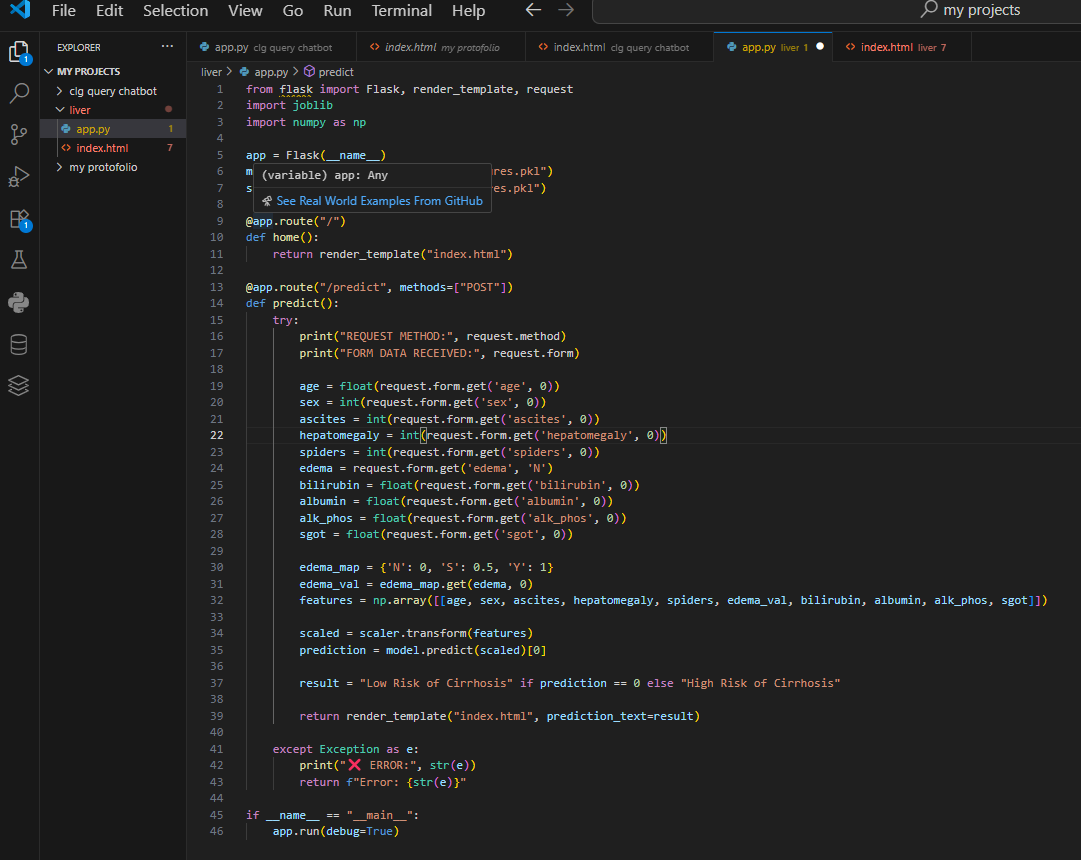 File Edit Selection View Go Run Terminal Help my projects
EXPLORER ...
MY PROJECTS
clg query chatbot
liver
app.py 1
index.html 7
my protofolio
1
1
app.py clg query chatbot index.html my protofolio index.html clg query chatbot app.py liver 1 index.html liver 7
liver > app.py > predict
1 from flask import Flask, render_template, request
2 import joblib
3 import numpy as np
4
5 app = Flask(__name__)
6 m res.pkl")
7 s es.pkl")
(variable) app: Any
See Real World Examples From GitHub
8
9 @app.route("/")
10 def home():
11 return render_template("index.html")
12
13 @app.route("/predict", methods=["POST"])
14 def predict():
15 try:
16 print("REQUEST METHOD:", request.method)
17 print("FORM DATA RECEIVED:", request.form)
18
19 age = float(request.form.get('age', 0))
20 sex = int(request.form.get('sex', 0))
21 ascites = int(request.form.get('ascites', 0))
22 hepatomegaly = int(request.form.get('hepatomegaly', 0))
23 spiders = int(request.form.get('spiders', 0))
24 edema = request.form.get('edema', 'N')
25 bilirubin = float(request.form.get('bilirubin', 0))
26 albumin = float(request.form.get('albumin', 0))
27 alk_phos = float(request.form.get('alk_phos', 0))
28 sgot = float(request.form.get('sgot', 0))
29
30 edema_map = {'N': 0, 'S': 0.5, 'Y': 1}
31 edema_val = edema_map.get(edema, 0)
32 features = np.array([[age, sex, ascites, hepatomegaly, spiders, edema_val, bilirubin, albumin, alk_phos, sgot]])
33
34 scaled = scaler.transform(features)
35 prediction = model.predict(scaled)[0]
36
37 result = "Low Risk of Cirrhosis" if prediction == 0 else "High Risk of Cirrhosis"
38
39 return render_template("index.html", prediction_text=result)
40
41 except Exception as e:
42 print("❌ ERROR:", str(e))
43 return f"Error: {str(e)}"
44
45 if __name__ == "__main__":
46 app.run(debug=True)